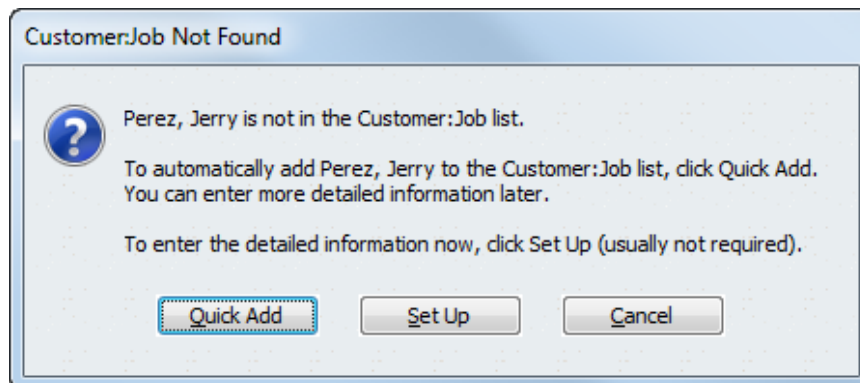 Customer:Job Not Found
Perez, Jerry is not in the Customer:Job list.
To automatically add Perez, Jerry to the Customer:Job list, click Quick Add.
You can enter more detailed information later.
To enter the detailed information now, click Set Up (usually not required).
Quick Add
Set Up
Cancel